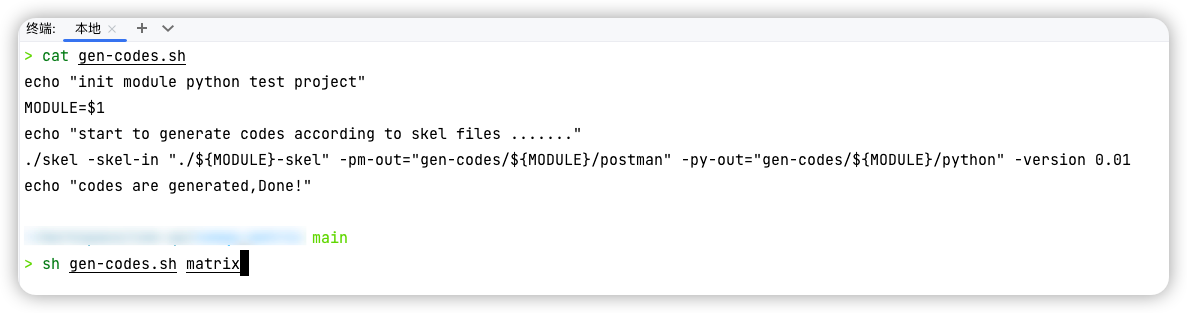 终端: 本地 × +
> cat gen-codes.sh
echo "init module python test project"
MODULE=$1
echo "start to generate codes according to skel files ......."
./skel -skel-in "./${MODULE}-skel" -pm-out="gen-codes/${MODULE}/postman" -py-out="gen-codes/${MODULE}/python" -version 0.01
echo "codes are generated,Done!"
main
> sh gen-codes.sh matrix